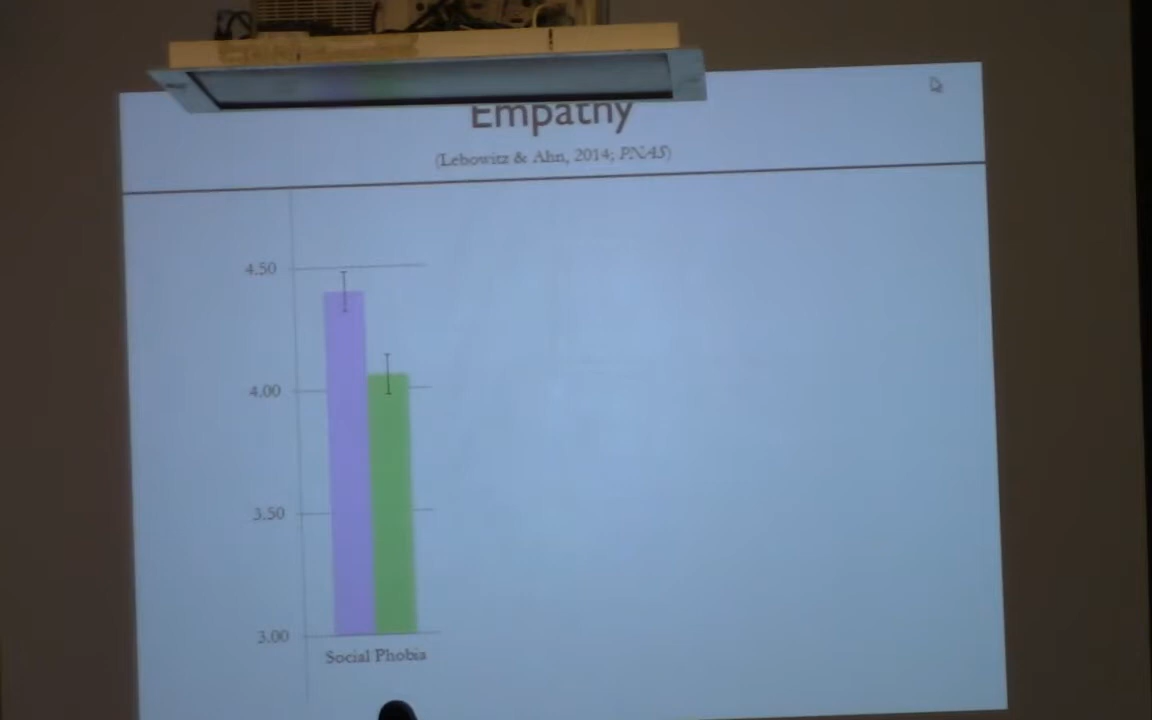 Empathy
(Lebowitz & Ahn, 2014; PNAS)
4.50
4.00
3.50
3.00
Social Phobia